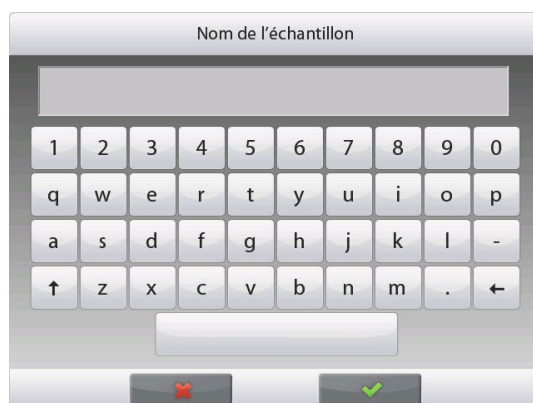 Nom de l'échantillon
1 2 3 4 5 6 7 8 9 0
q w e r t y u i o p
a s d f g h j k l -
↑ z x c v b n m . ←